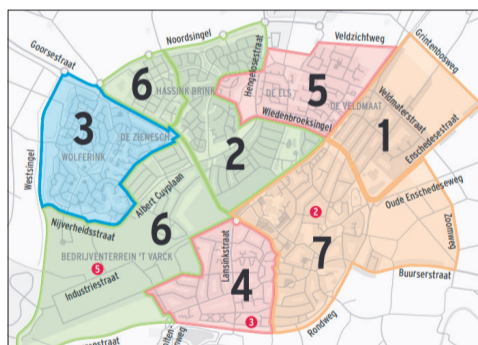 Noordsingel
Veldzichtweg
Grintenbosweg
Goorsestraat
Hengelosestraat
6
HASSINK BRINK
DE ELS
5
DE VELDMAAT
Veldmaterstraat
Enschedesestraat
3
DE ZIENESCH
Wiedenbroeksingel
1
WOLFERINK
2
Westsingel
Albert Cuyplaan
Oude Enschedeseweg
2
Nijverheidsstraat
6
7
Zoomweg
BEDRIJVENTERREIN 'T VARCK
5
Lansinkstraat
Buurserstraat
Industriestraat
4
3
Rondweg